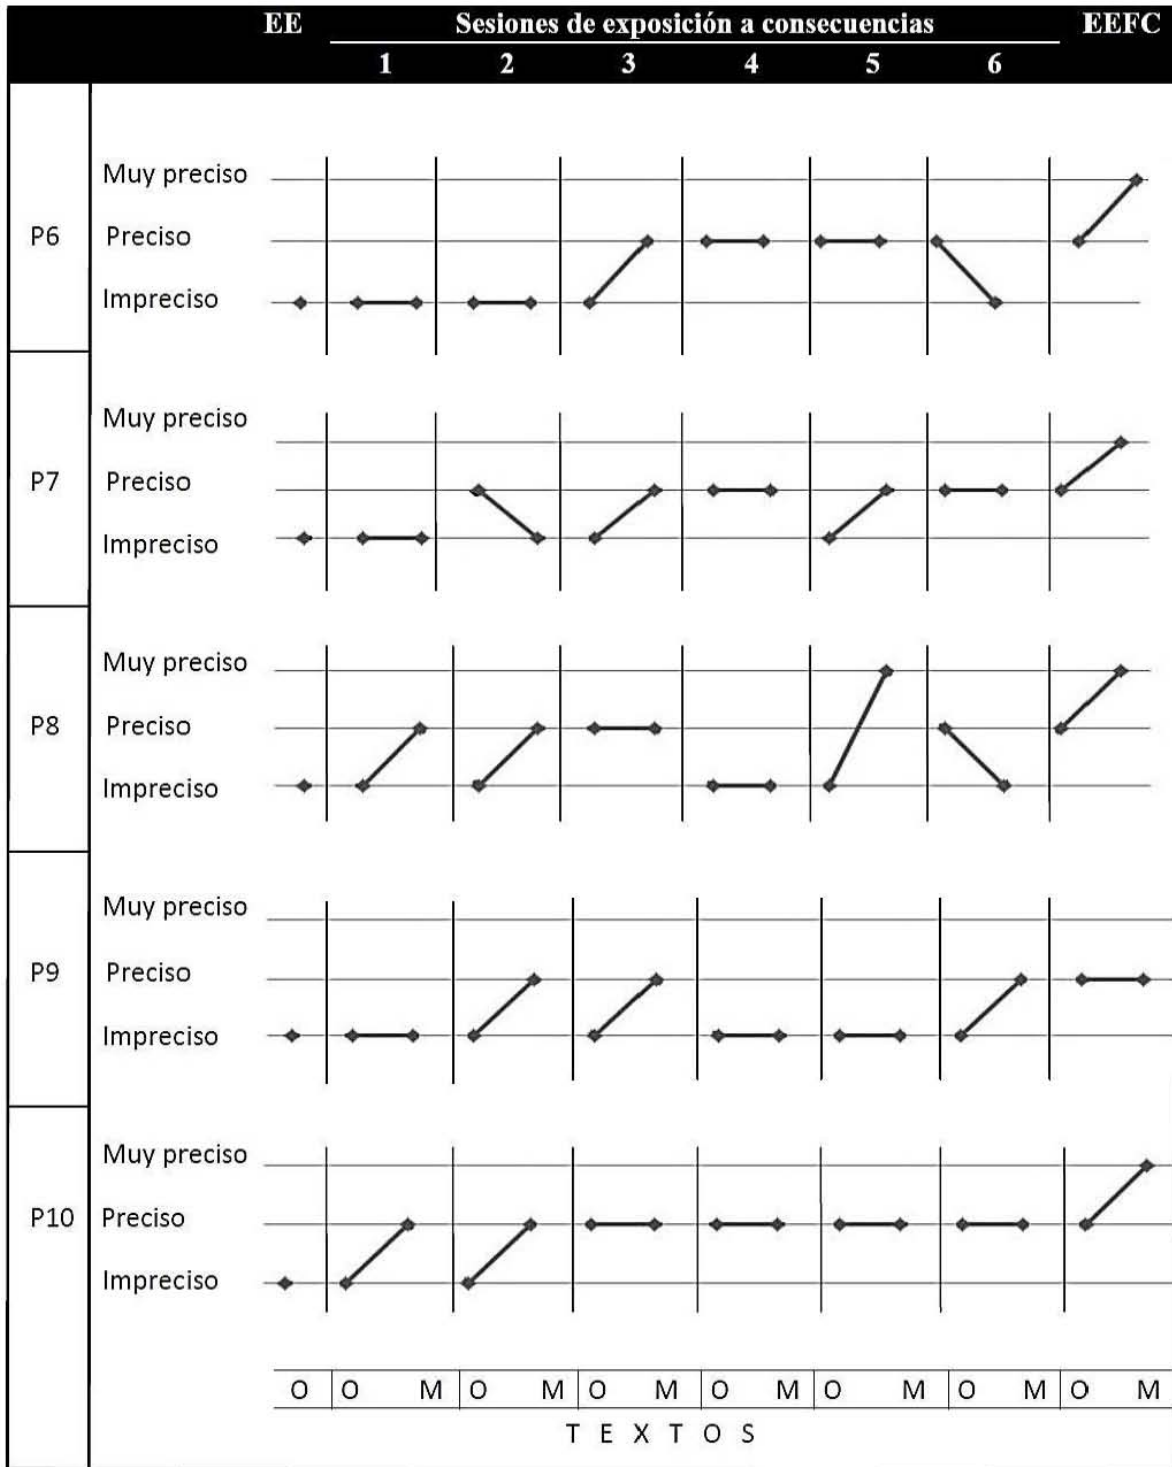 EE Sesiones de exposición a consecuencias EEFC
1 2 3 4 5 6
Muy preciso
P6 Preciso
Impreciso
Muy preciso
P7 Preciso
Impreciso
Muy preciso
P8 Preciso
Impreciso
Muy preciso
P9 Preciso
Impreciso
Muy preciso
P10 Preciso
Impreciso
O O M O M O M O M O M O M O M
T E X T O S